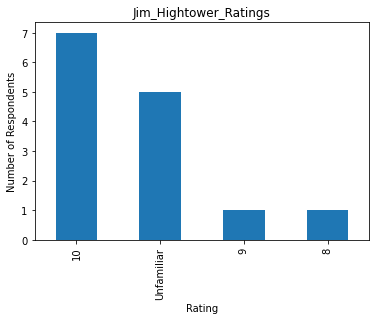 Jim_Hightower_Ratings
Number of Respondents
7
6
5
4
3
2
1
0
10
Unfamiliar
9
8
Rating